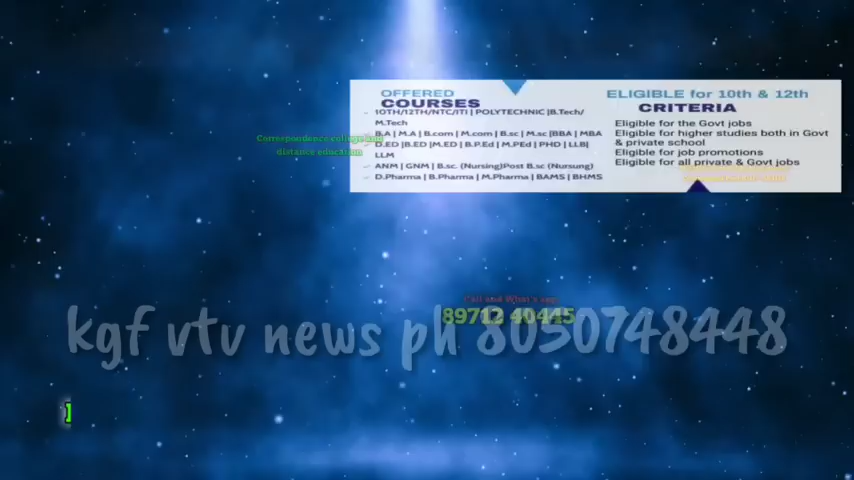 OFFERED
COURSES
10TH/12TH/NTC/ITI | POLYTECHNIC |B.Tech/
M.Tech
B.A | M.A | B.com | M.com | B.sc | M.sc |BBA | MBA
D.ED |B.ED |M.ED | B.P.Ed | M.PEd | PHD | LLB|
LLM
ANM | GNM | B.sc. (Nursing)Post B.sc (Nursung)
D.Pharma | B.Pharma | M.Pharma | BAMS | BHMS
ELIGIBLE for 10th & 12th
CRITERIA
Eligible for the Govt jobs
Eligible for higher studies both in Govt
& private school
Eligible for job promotions
Eligible for all private & Govt jobs
Correspondence college and
distance education
Call and What's app
89712 40445
kgf vtv news ph 8050748448
]